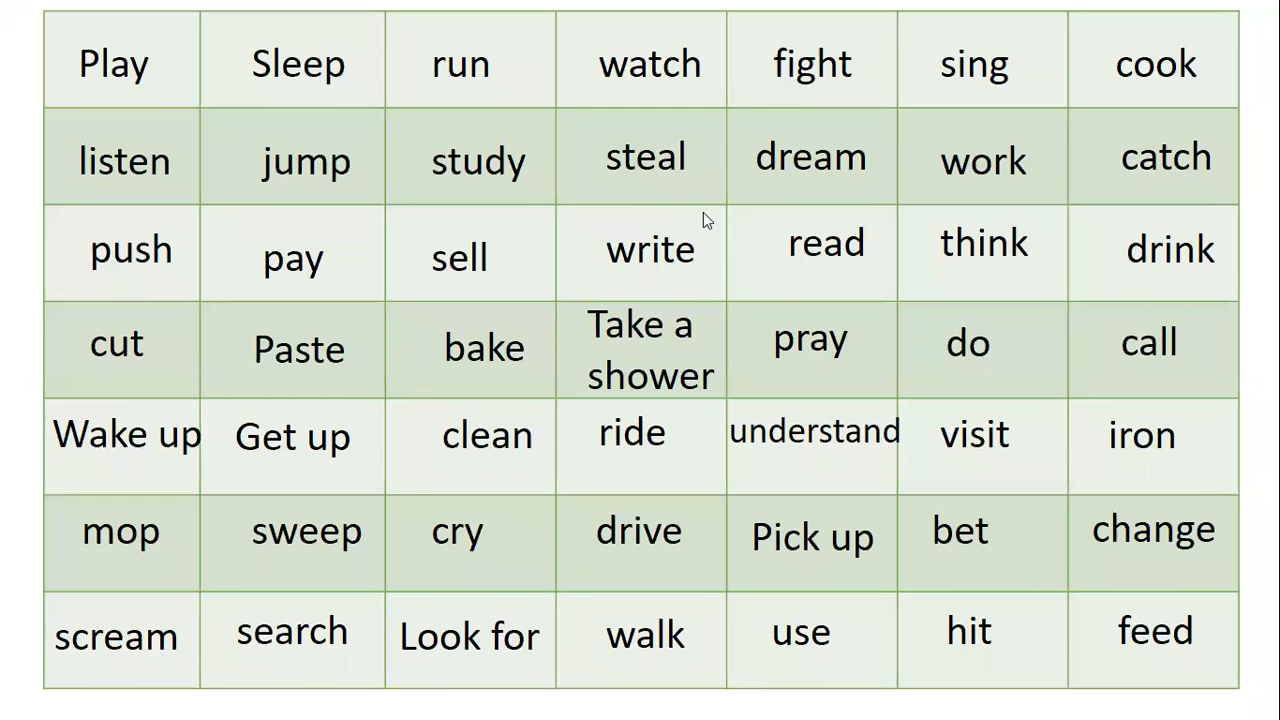 Play Sleep run watch fight sing cook
listen jump study steal dream work catch
push pay sell write read think drink
cut Paste bake Take a shower pray do call
Wake up Get up clean ride understand visit iron
mop sweep cry drive Pick up bet change
scream search Look for walk use hit feed